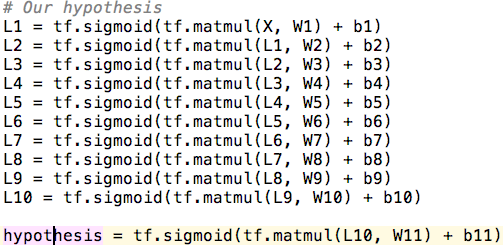 # Our hypothesis
L1 = tf.sigmoid(tf.matmul(X, W1) + b1)
L2 = tf.sigmoid(tf.matmul(L1, W2) + b2)
L3 = tf.sigmoid(tf.matmul(L2, W3) + b3)
L4 = tf.sigmoid(tf.matmul(L3, W4) + b4)
L5 = tf.sigmoid(tf.matmul(L4, W5) + b5)
L6 = tf.sigmoid(tf.matmul(L5, W6) + b6)
L7 = tf.sigmoid(tf.matmul(L6, W7) + b7)
L8 = tf.sigmoid(tf.matmul(L7, W8) + b8)
L9 = tf.sigmoid(tf.matmul(L8, W9) + b9)
L10 = tf.sigmoid(tf.matmul(L9, W10) + b10)
hypothesis = tf.sigmoid(tf.matmul(L10, W11) + b11)